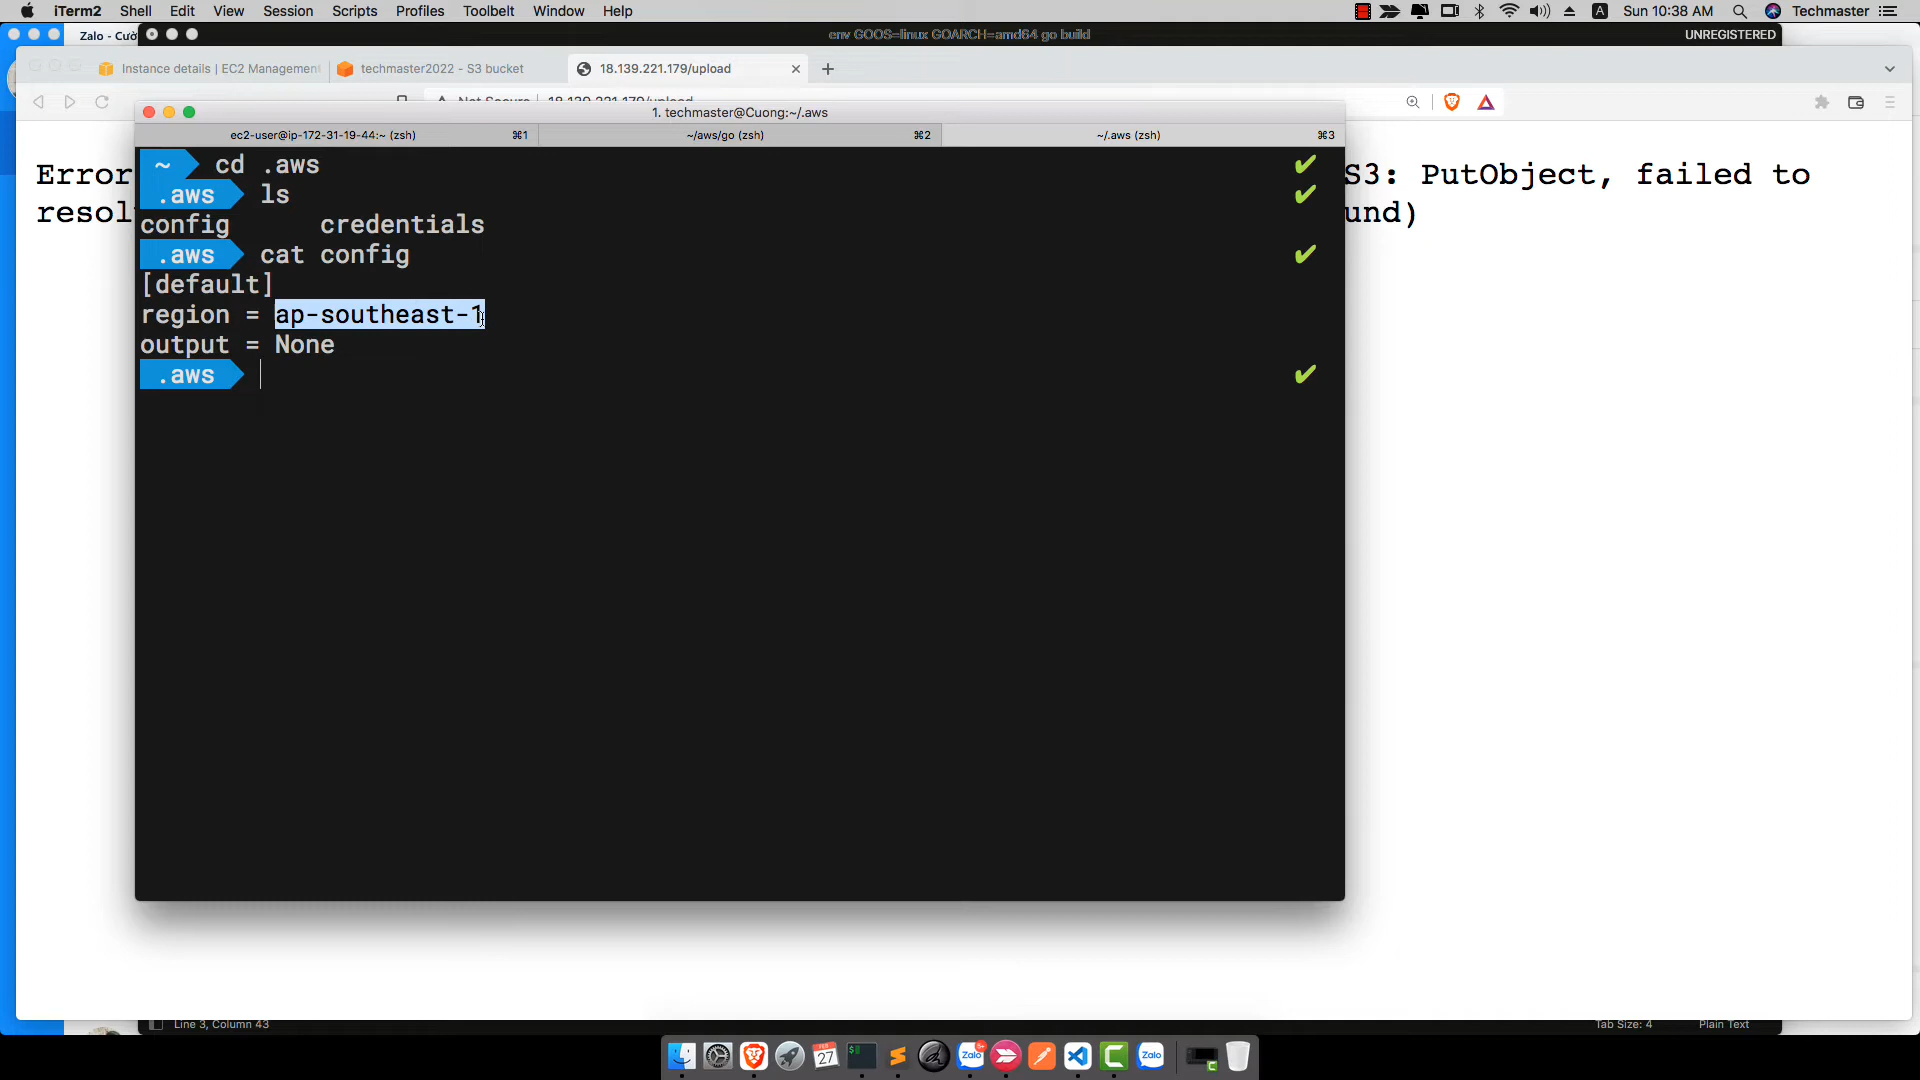 iTerm2 Shell Edit View Session Scripts Profiles Toolbelt Window Help A Sun 10:38 AM Techmaster
Zalo - Cườ env GOOS=linux GOARCH=amd64 go build UNREGISTERED
Instance details | EC2 Management techmaster2022 - S3 bucket 18.139.221.179/upload
1. techmaster@Cuong:~/.aws
ec2-user@ip-172-31-19-44:~ (zsh) ⌘1 ~/aws/go (zsh) ⌘2 ~/.aws (zsh) ⌘3
~ cd .aws
.aws ls
config credentials
.aws cat config
[default]
region = ap-southeast-1
output = None
.aws
Error S3: PutObject, failed to
resol und)
Line 3, Column 43 Tab Size: 4 Plain Text
FEB
27
Zalo
Zalo